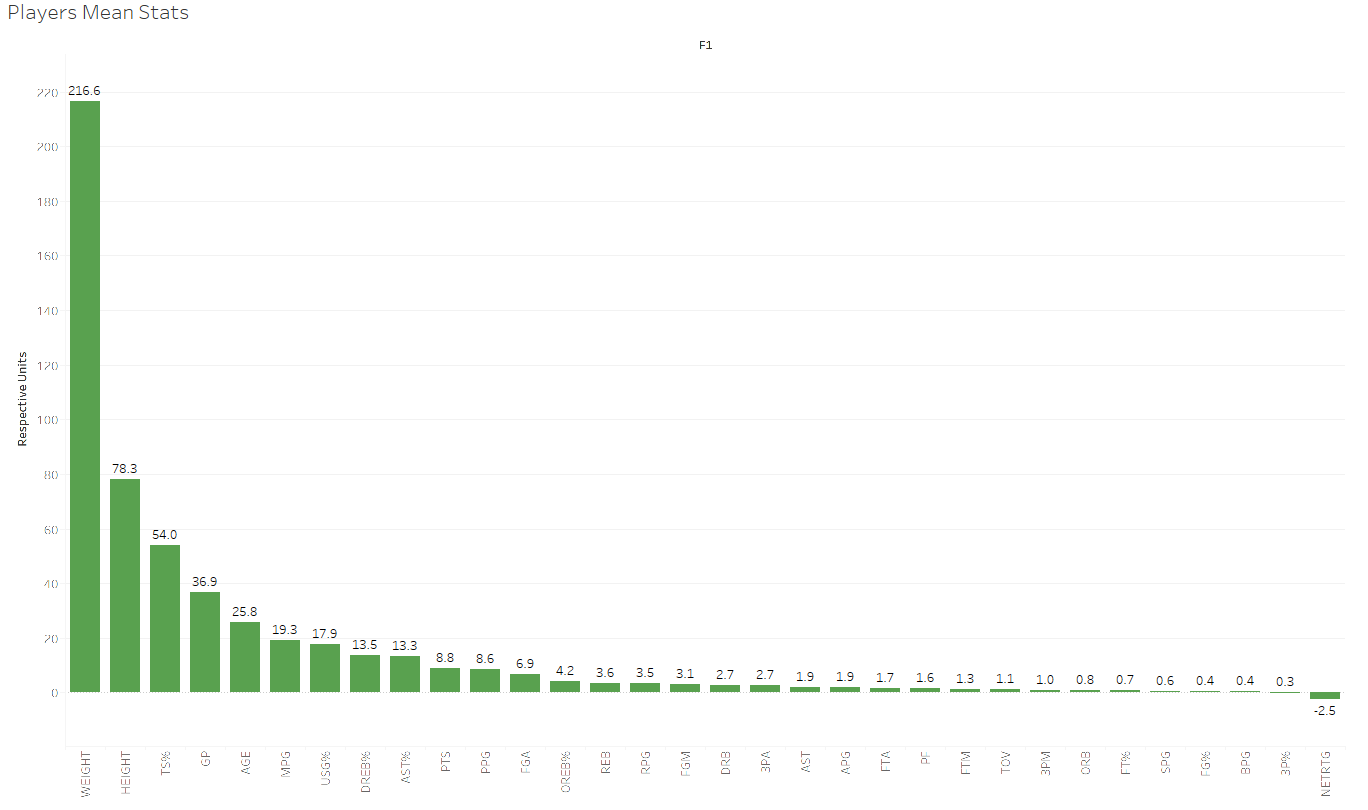 Players Mean Stats
F1
Respective Units
220
200
180
160
140
120
100
80
60
40
20
0
216.6
78.3
54.0
36.9
25.8
19.3
17.9
13.5
13.3
8.8
8.6
6.9
4.2
3.6
3.5
3.1
2.7
2.7
1.9
1.9
1.7
1.6
1.3
1.1
1.0
0.8
0.7
0.6
0.4
0.4
0.3
-2.5
WEIGHT
HEIGHT
TS%
GP
AGE
MPG
USG%
DREB%
AST%
PTS
PPG
FGA
OREB%
REB
RPG
FGM
DRB
3PA
AST
APG
FTA
PF
FTM
TOV
3PM
ORB
FT%
SPG
FG%
BPG
3P%
NETRTG